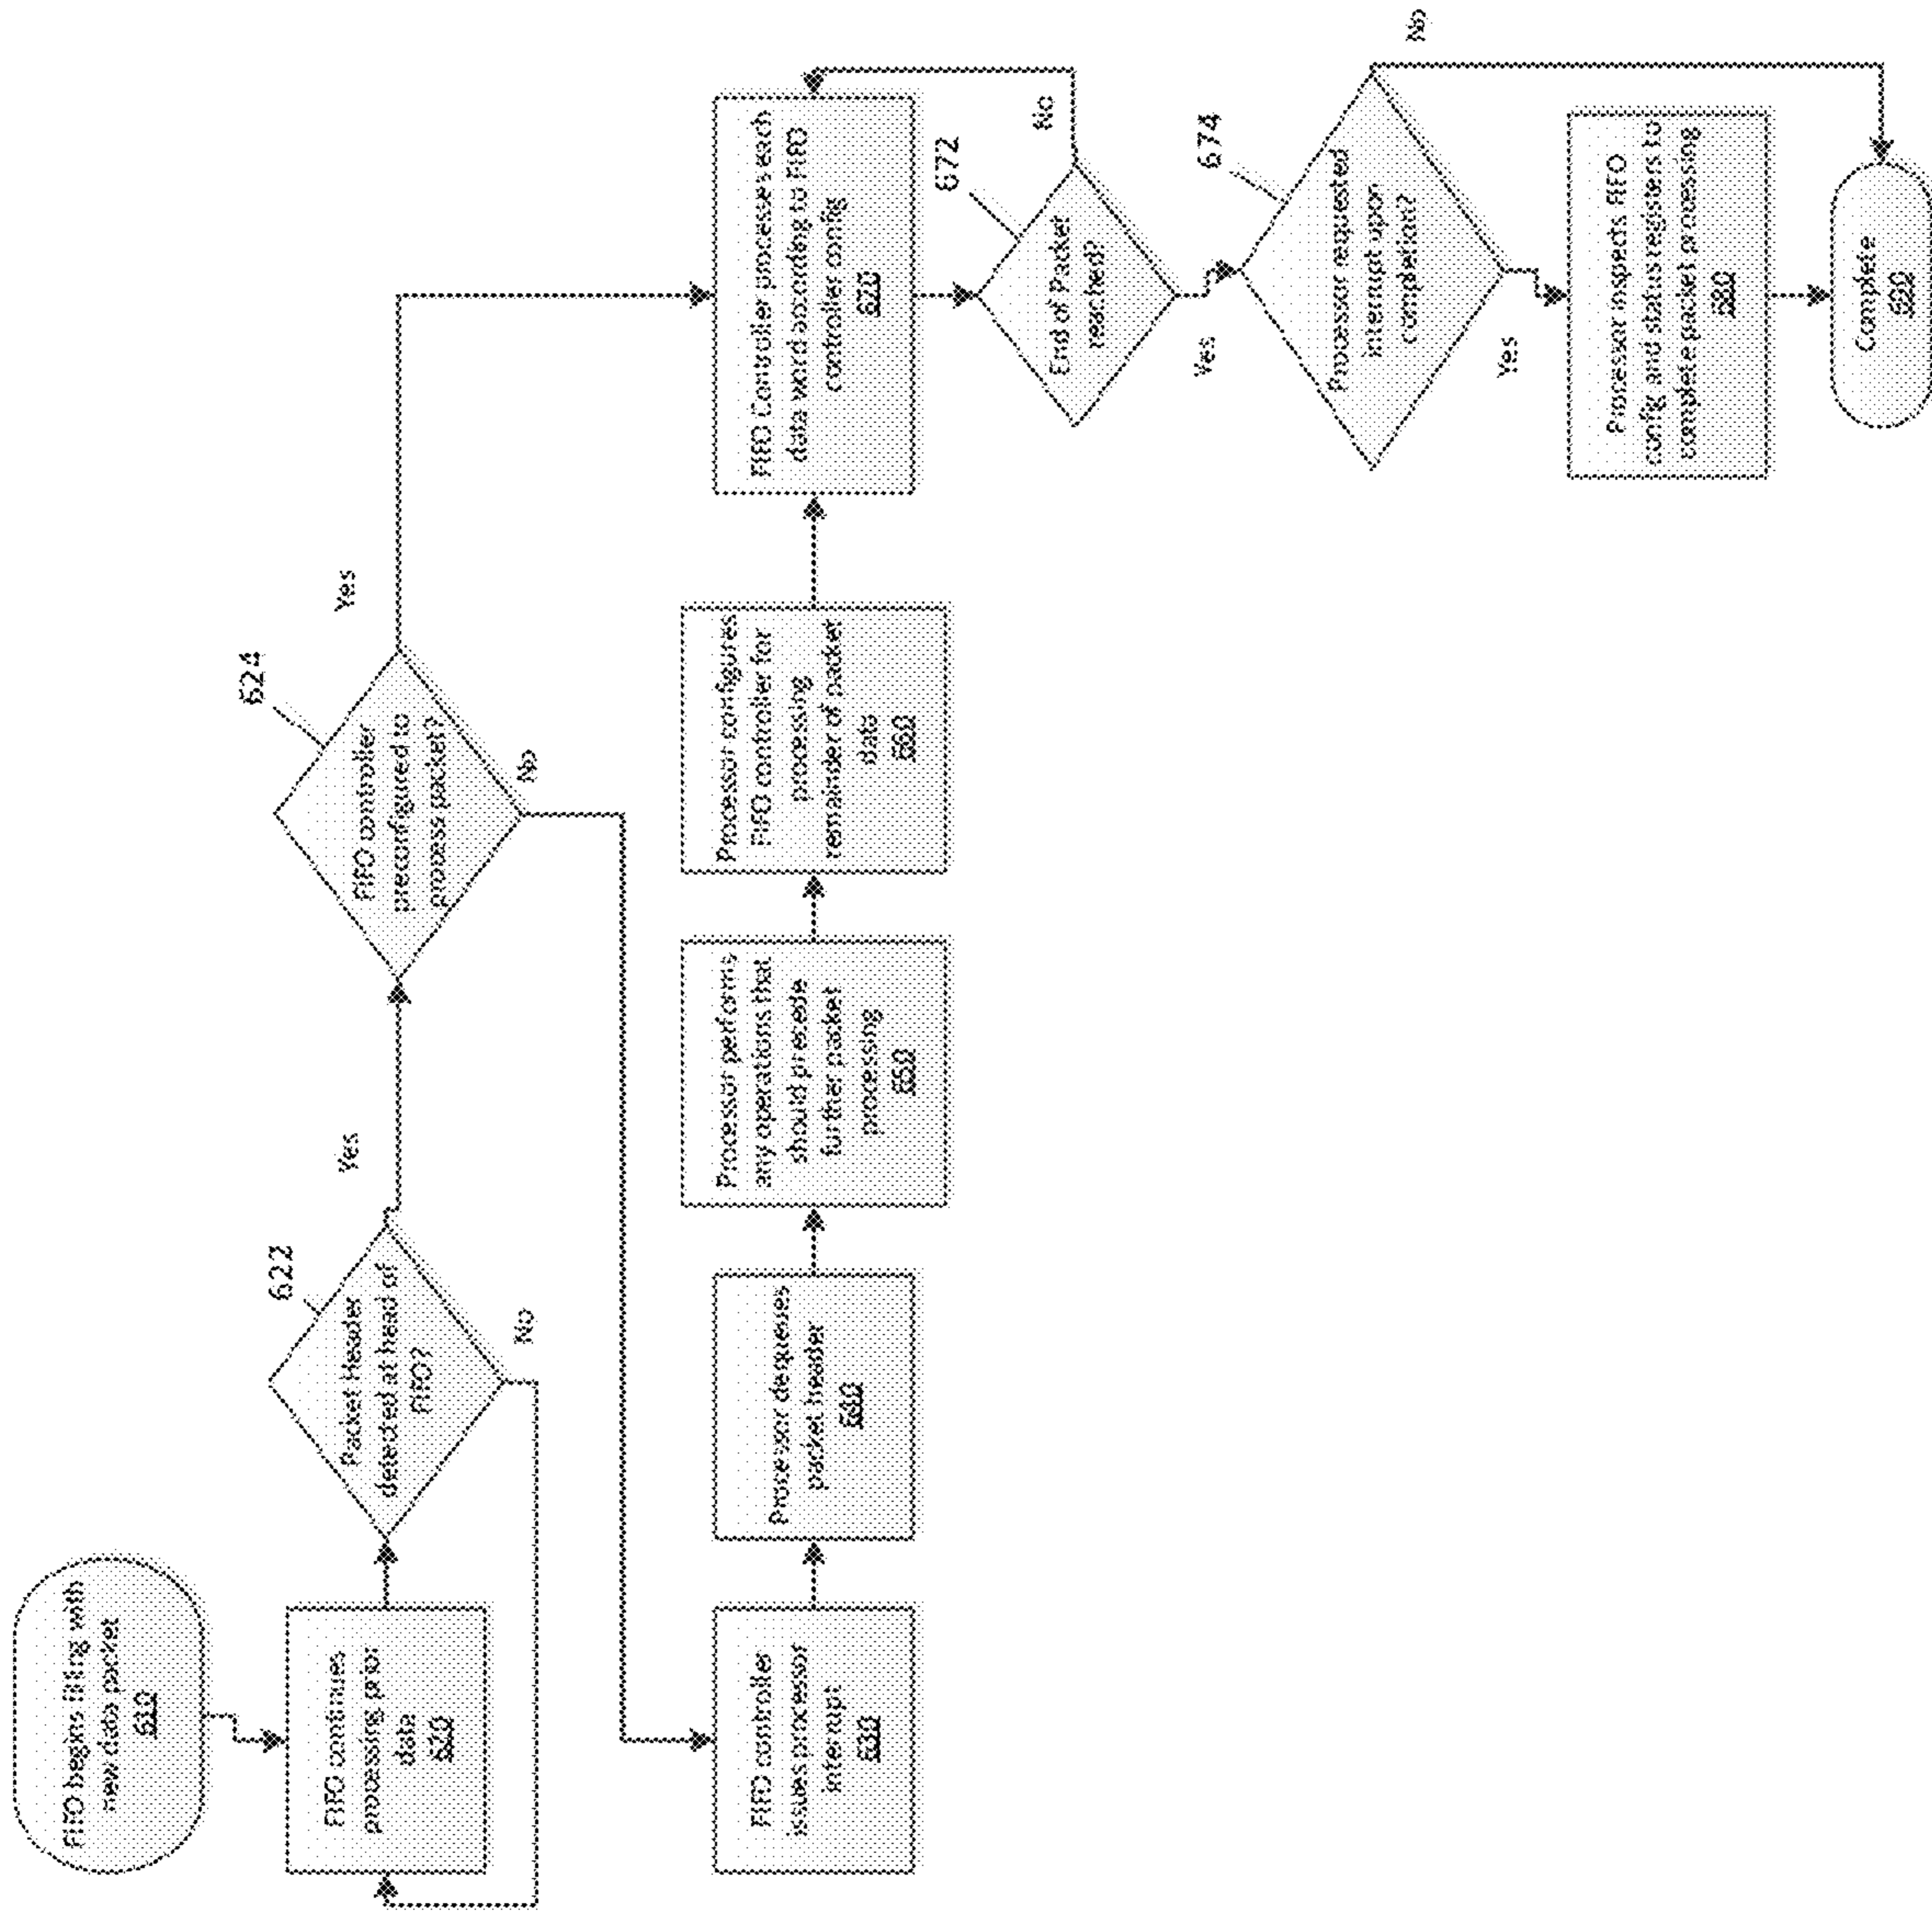 FIFO begins filling with
new data packet
610
FIFO continues
processing prior
data
620
622
Packet Header
detected at head of
FIFO?
Yes
No
624
FIFO controller
preconfigured to
process packet?
Yes
No
FIFO controller
issues processor
interrupt
630
Processor dequeues
packet header
640
Processor performs
any operations that
should precede
further packet
processing
650
Processor configures
FIFO controller for
processing
remainder of packet
data
660
FIFO Controller processes each
data word according to FIFO
controller config
670
672
End of Packet
reached?
No
Yes
674
Processor requested
interrupt upon
completion?
No
Yes
Processor inspects FIFO
config and status registers to
complete packet processing
680
Complete
690